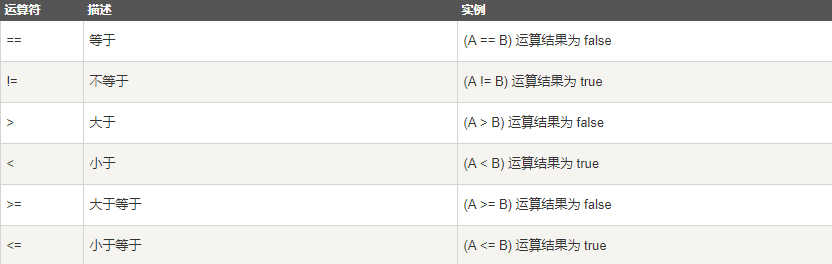 运算符 描述 实例
== 等于 (A == B) 运算结果为 false
!= 不等于 (A != B) 运算结果为 true
> 大于 (A > B) 运算结果为 false
< 小于 (A < B) 运算结果为 true
>= 大于等于 (A >= B) 运算结果为 false
<= 小于等于 (A <= B) 运算结果为 true